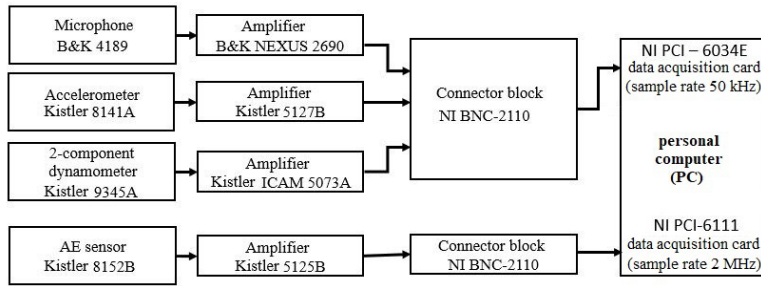 Microphone
B&K 4189
Amplifier
B&K NEXUS 2690
Accelerometer
Kistler 8141A
Amplifier
Kistler 5127B
2-component
dynamometer
Kistler 9345A
Amplifier
Kistler ICAM 5073A
AE sensor
Kistler 8152B
Amplifier
Kistler 5125B
Connector block
NI BNC-2110
Connector block
NI BNC-2110
NI PCI – 6034E
data acquisition card
(sample rate 50 kHz)
personal
computer
(PC)
NI PCI-6111
data acquisition card
(sample rate 2 MHz)